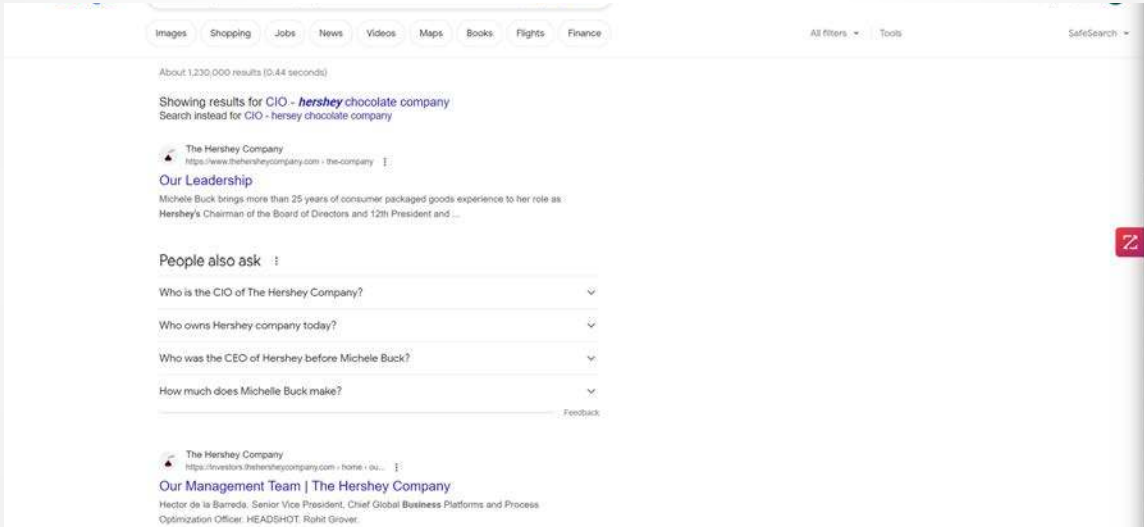 Images Shopping Jobs News Videos Maps Books Flights Finance All filters Tools SafeSearch
About 1,230,000 results (0.44 seconds)
Showing results for CIO - hershey chocolate company
Search instead for CIO - hersey chocolate company
The Hershey Company
https://www.thehersheycompany.com › the-company
Our Leadership
Michele Buck brings more than 25 years of consumer packaged goods experience to her role as
Hershey's Chairman of the Board of Directors and 12th President and ...
People also ask
Who is the CIO of The Hershey Company?
Who owns Hershey company today?
Who was the CEO of Hershey before Michele Buck?
How much does Michelle Buck make?
Feedback
The Hershey Company
https://investors.thehersheycompany.com › home › ou...
Our Management Team | The Hershey Company
Hector de la Barreda, Senior Vice President, Chief Global Business Platforms and Process
Optimization Officer. HEADSHOT. Rohit Grover.